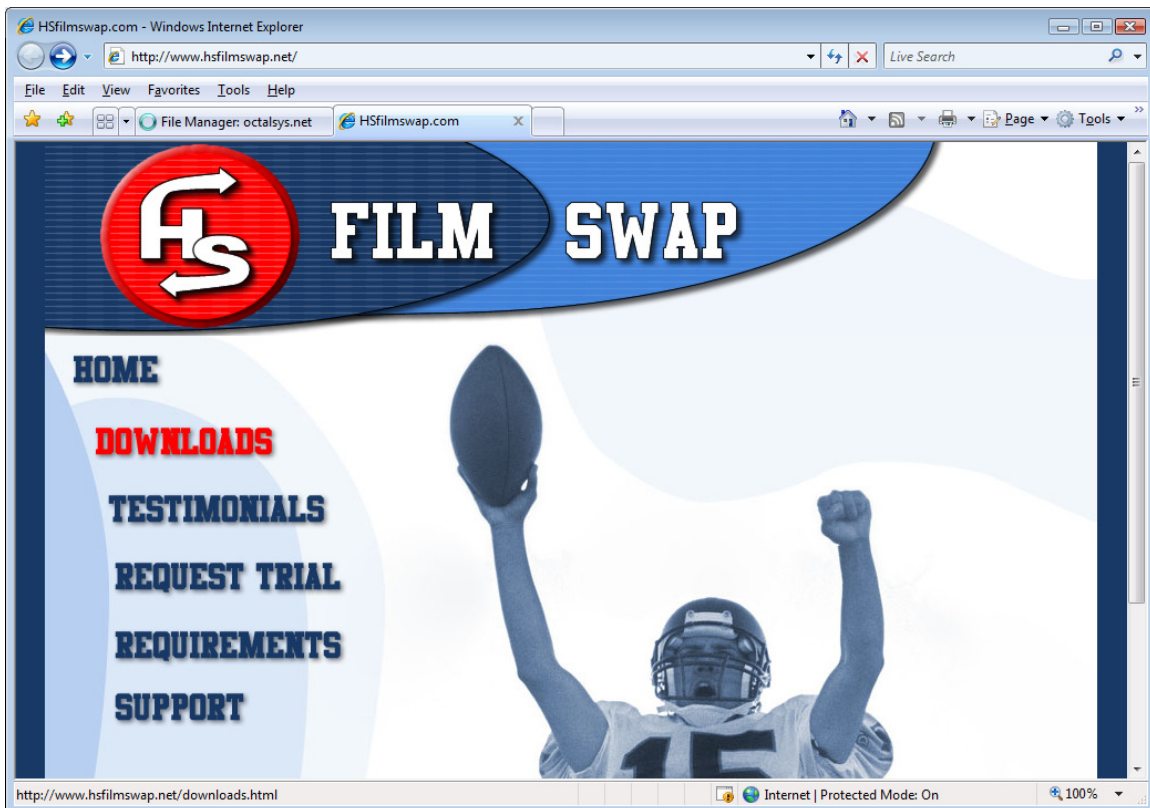 HSfilmswap.com - Windows Internet Explorer
http://www.hsfilmswap.net/
Live Search
File Edit View Favorites Tools Help
File Manager: octalsys.net HSfilmswap.com X
Page Tools
HS FILM SWAP
HOME
DOWNLOADS
TESTIMONIALS
REQUEST TRIAL
REQUIREMENTS
SUPPORT
15
http://www.hsfilmswap.net/downloads.html Internet | Protected Mode: On 100%